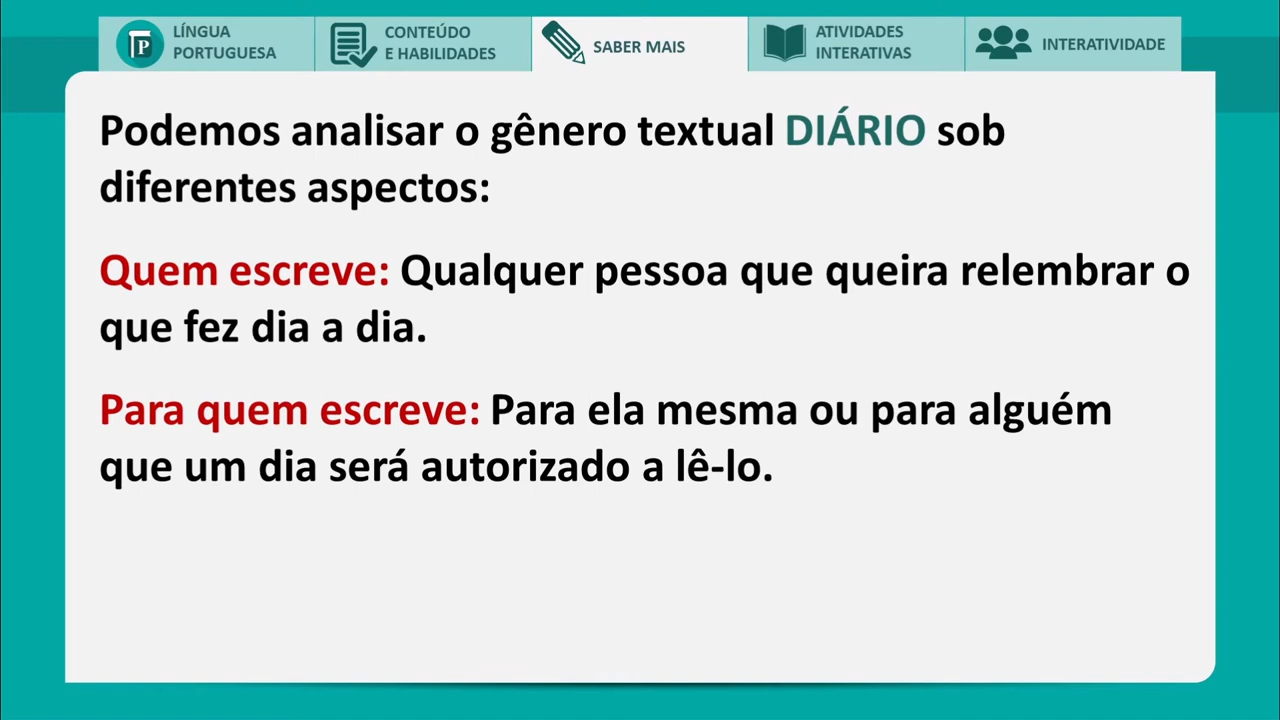 LÍNGUA
PORTUGUESA
CONTEÚDO
E HABILIDADES
SABER MAIS
ATIVIDADES
INTERATIVAS
INTERATIVIDADE
Podemos analisar o gênero textual DIÁRIO sob
diferentes aspectos:
Quem escreve: Qualquer pessoa que queira relembrar o
que fez dia a dia.
Para quem escreve: Para ela mesma ou para alguém
que um dia será autorizado a lê-lo.